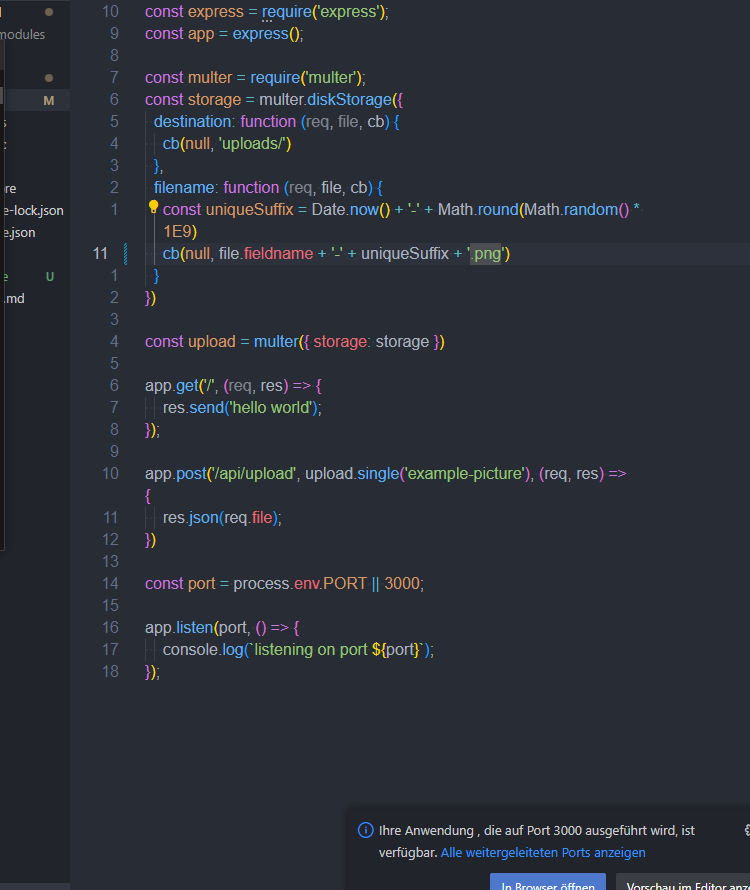 10 const express = require('express');
9 const app = express();
modules
8
7 const multer = require('multer');
6 const storage = multer.diskStorage({
M
5 destination: function (req, file, cb) {
4 cb(null, 'uploads/')
3 },
2 filename: function (req, file, cb) {
re
1 const uniqueSuffix = Date.now() + '-' + Math.round(Math.random() *
e-lock.json
1E9)
e.json
11 cb(null, file.fieldname + '-' + uniqueSuffix + '.png')
1 }
e U
2 })
.md
3
4 const upload = multer({ storage: storage })
5
6 app.get('/', (req, res) => {
7 res.send('hello world');
8 });
9
10 app.post('/api/upload', upload.single('example-picture'), (req, res) =>
{
11 res.json(req.file);
12 })
13
14 const port = process.env.PORT || 3000;
15
16 app.listen(port, () => {
17 console.log(`listening on port ${port}`);
18 });
Ihre Anwendung , die auf Port 3000 ausgeführt wird, ist
verfügbar. Alle weitergeleiteten Ports anzeigen
In Browser öffnen Vorschau im Editor anze